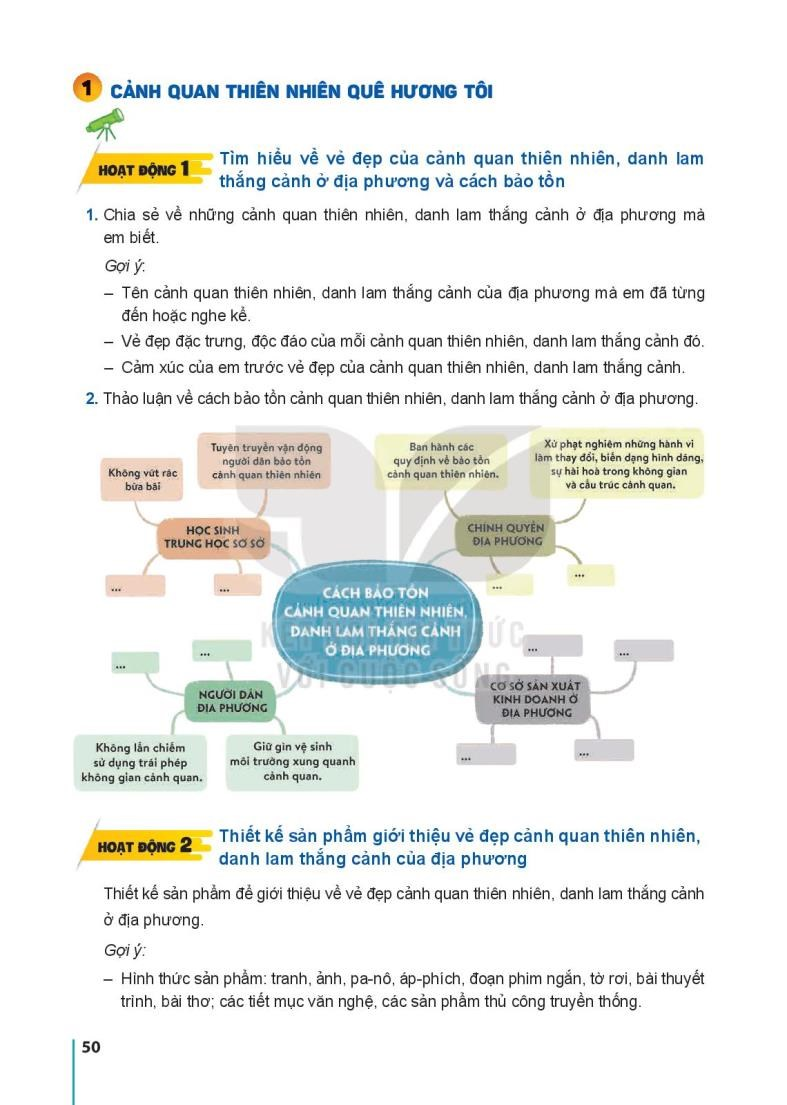 1 CẢNH QUAN THIÊN NHIÊN QUÊ HƯƠNG TÔI
HOẠT ĐỘNG 1
Tìm hiểu về vẻ đẹp của cảnh quan thiên nhiên, danh lam
thắng cảnh ở địa phương và cách bảo tồn
1. Chia sẻ về những cảnh quan thiên nhiên, danh lam thắng cảnh ở địa phương mà
em biết.
Gợi ý:
– Tên cảnh quan thiên nhiên, danh lam thắng cảnh của địa phương mà em đã từng
đến hoặc nghe kể.
– Vẻ đẹp đặc trưng, độc đáo của mỗi cảnh quan thiên nhiên, danh lam thắng cảnh đó.
– Cảm xúc của em trước vẻ đẹp của cảnh quan thiên nhiên, danh lam thắng cảnh.
2. Thảo luận về cách bảo tồn cảnh quan thiên nhiên, danh lam thắng cảnh ở địa phương.
Không vứt rác
bừa bãi
Tuyên truyền vận động
người dân bảo tồn
cảnh quan thiên nhiên
HỌC SINH
TRUNG HỌC SƠ SỞ
...
...
Ban hành các
quy định về bảo tồn
cảnh quan thiên nhiên.
Xử phạt nghiêm những hành vi
làm thay đổi, biến dạng hình dáng,
sự hài hoà trong không gian
và cấu trúc cảnh quan.
CHÍNH QUYỀN
ĐỊA PHƯƠNG
...
...
CÁCH BẢO TỒN
CẢNH QUAN THIÊN NHIÊN,
DANH LAM THẮNG CẢNH
Ở ĐỊA PHƯƠNG
KẾT NỐI TRI THỨC
VỚI CUỘC SỐNG
...
...
NGƯỜI DÂN
ĐỊA PHƯƠNG
Không lấn chiếm
sử dụng trái phép
không gian cảnh quan.
Giữ gìn vệ sinh
môi trường xung quanh
cảnh quan.
...
...
CƠ SỞ SẢN XUẤT
KINH DOANH Ở
ĐỊA PHƯƠNG
...
...
HOẠT ĐỘNG 2
Thiết kế sản phẩm giới thiệu vẻ đẹp cảnh quan thiên nhiên,
danh lam thắng cảnh của địa phương
Thiết kế sản phẩm để giới thiệu về vẻ đẹp cảnh quan thiên nhiên, danh lam thắng cảnh
ở địa phương.
Gợi ý:
– Hình thức sản phẩm: tranh, ảnh, pa-nô, áp-phích, đoạn phim ngắn, tờ rơi, bài thuyết
trình, bài thơ; các tiết mục văn nghệ, các sản phẩm thủ công truyền thống.
50